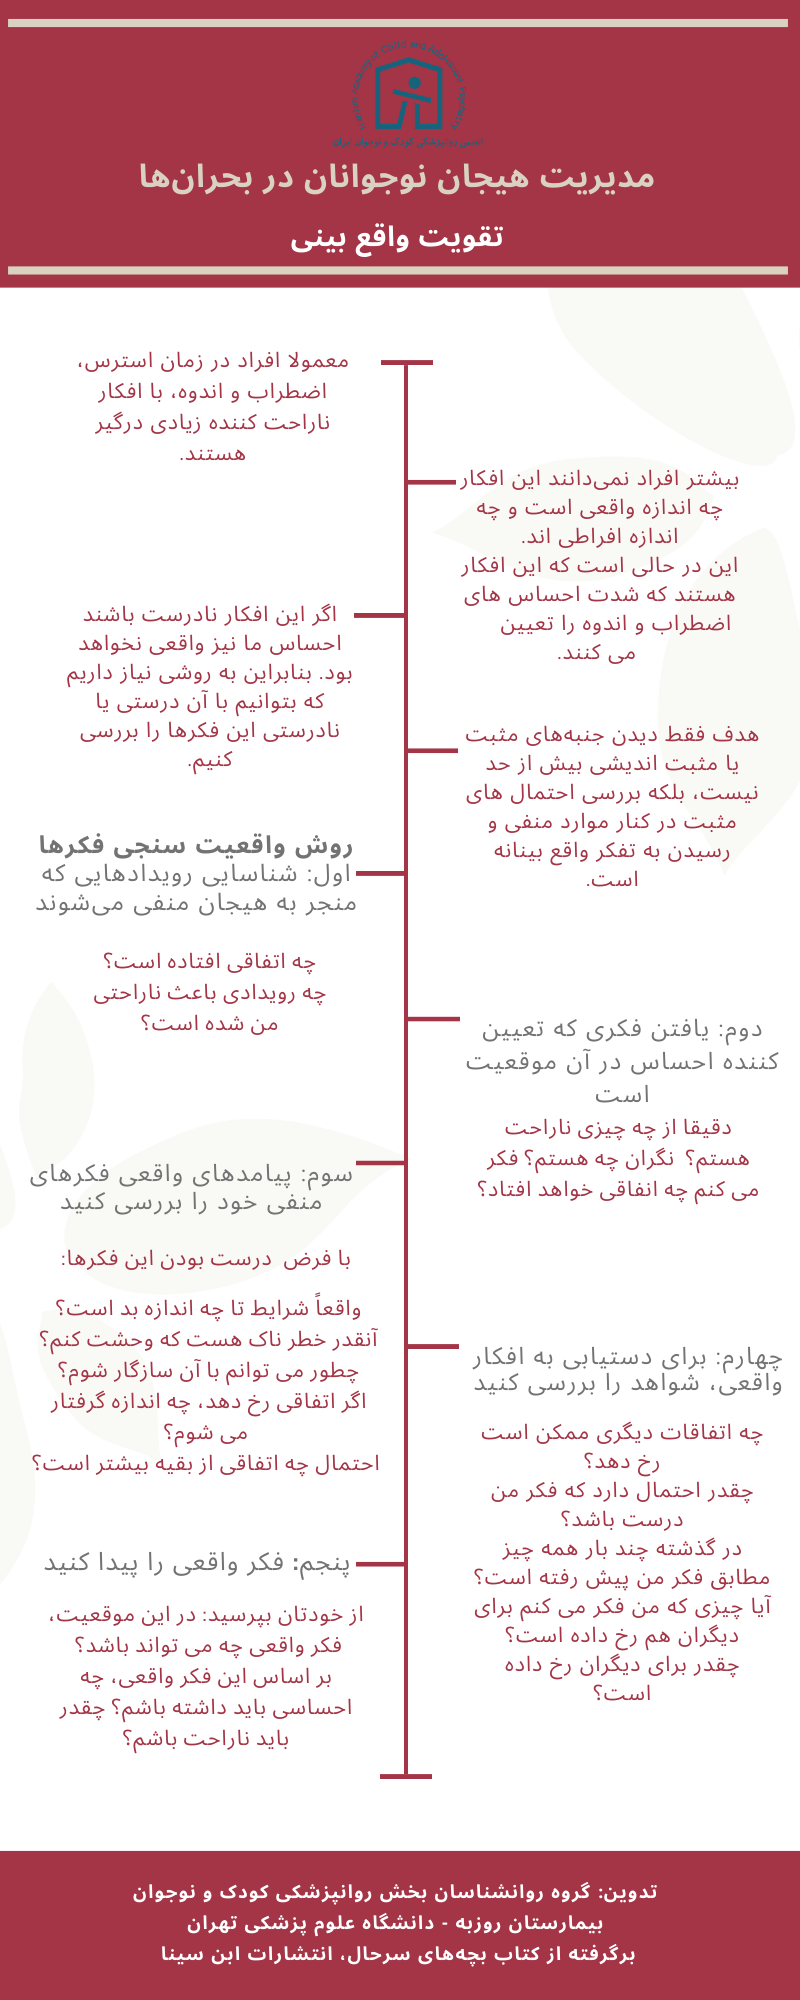 انجمن روانپزشکی کودک و نوجوان ایران
مدیریت هیجان نوجوانان در بحران‌ها
تقویت واقع بینی
معمولا افراد در زمان استرس،
اضطراب و اندوه، با افکار
ناراحت کننده زیادی درگیر
هستند.
بیشتر افراد نمی‌دانند این افکار
چه اندازه واقعی است و چه
اندازه افراطی اند.
این در حالی است که این افکار
هستند که شدت احساس های
اضطراب و اندوه را تعیین
می کنند.
اگر این افکار نادرست باشند
احساس ما نیز واقعی نخواهد
بود. بنابراین به روشی نیاز داریم
که بتوانیم با آن درستی یا
نادرستی این فکرها را بررسی
کنیم.
هدف فقط دیدن جنبه‌های مثبت
یا مثبت اندیشی بیش از حد
نیست، بلکه بررسی احتمال های
مثبت در کنار موارد منفی و
رسیدن به تفکر واقع بینانه
است.
روش واقعیت سنجی فکرها
اول: شناسایی رویدادهایی که
منجر به هیجان منفی می‌شوند
چه اتفاقی افتاده است؟
چه رویدادی باعث ناراحتی
من شده است؟
دوم: یافتن فکری که تعیین
کننده احساس در آن موقعیت
است
دقیقا از چه چیزی ناراحت
هستم؟ نگران چه هستم؟ فکر
می کنم چه انفاقی خواهد افتاد؟
سوم: پیامدهای واقعی فکرهای
منفی خود را بررسی کنید
با فرض درست بودن این فکرها:
واقعاً شرایط تا چه اندازه بد است؟
آنقدر خطر ناک هست که وحشت کنم؟
چطور می توانم با آن سازگار شوم؟
اگر اتفاقی رخ دهد، چه اندازه گرفتار
می شوم؟
احتمال چه اتفاقی از بقیه بیشتر است؟
چهارم: برای دستیابی به افکار
واقعی، شواهد را بررسی کنید
چه اتفاقات دیگری ممکن است
رخ دهد؟
چقدر احتمال دارد که فکر من
درست باشد؟
در گذشته چند بار همه چیز
مطابق فکر من پیش رفته است؟
آیا چیزی که من فکر می کنم برای
دیگران هم رخ داده است؟
چقدر برای دیگران رخ داده
است؟
پنجم: فکر واقعی را پیدا کنید
از خودتان بپرسید: در این موقعیت،
فکر واقعی چه می تواند باشد؟
بر اساس این فکر واقعی، چه
احساسی باید داشته باشم؟ چقدر
باید ناراحت باشم؟
تدوین: گروه روانشناسان بخش روانپزشکی کودک و نوجوان
بیمارستان روزبه - دانشگاه علوم پزشکی تهران
برگرفته از کتاب بچه‌های سرحال، انتشارات ابن سینا